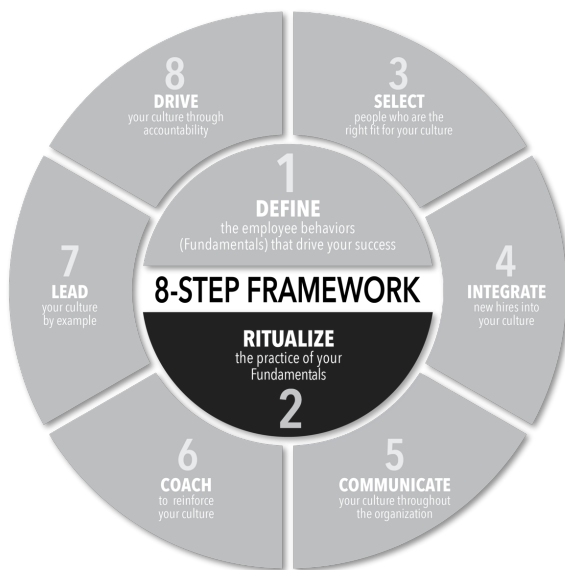 8
DRIVE
your culture through
accountability
3
SELECT
people who are the
right fit for your culture
1
DEFINE
the employee behaviors
(Fundamentals) that drive your success
7
LEAD
your culture
by example
8-STEP FRAMEWORK
4
INTEGRATE
new hires into
your culture
RITUALIZE
the practice of your
Fundamentals
2
6
COACH
to reinforce
your culture
5
COMMUNICATE
your culture throughout
the organization